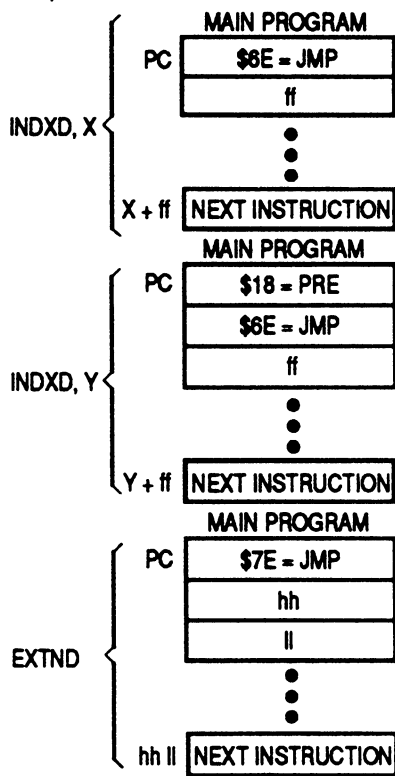 MAIN PROGRAM
PC $6E = JMP
ff
INDXD, X
X + ff NEXT INSTRUCTION
MAIN PROGRAM
PC $18 = PRE
$6E = JMP
ff
INDXD, Y
Y + ff NEXT INSTRUCTION
MAIN PROGRAM
PC $7E = JMP
hh
ll
EXTND
hh ll NEXT INSTRUCTION